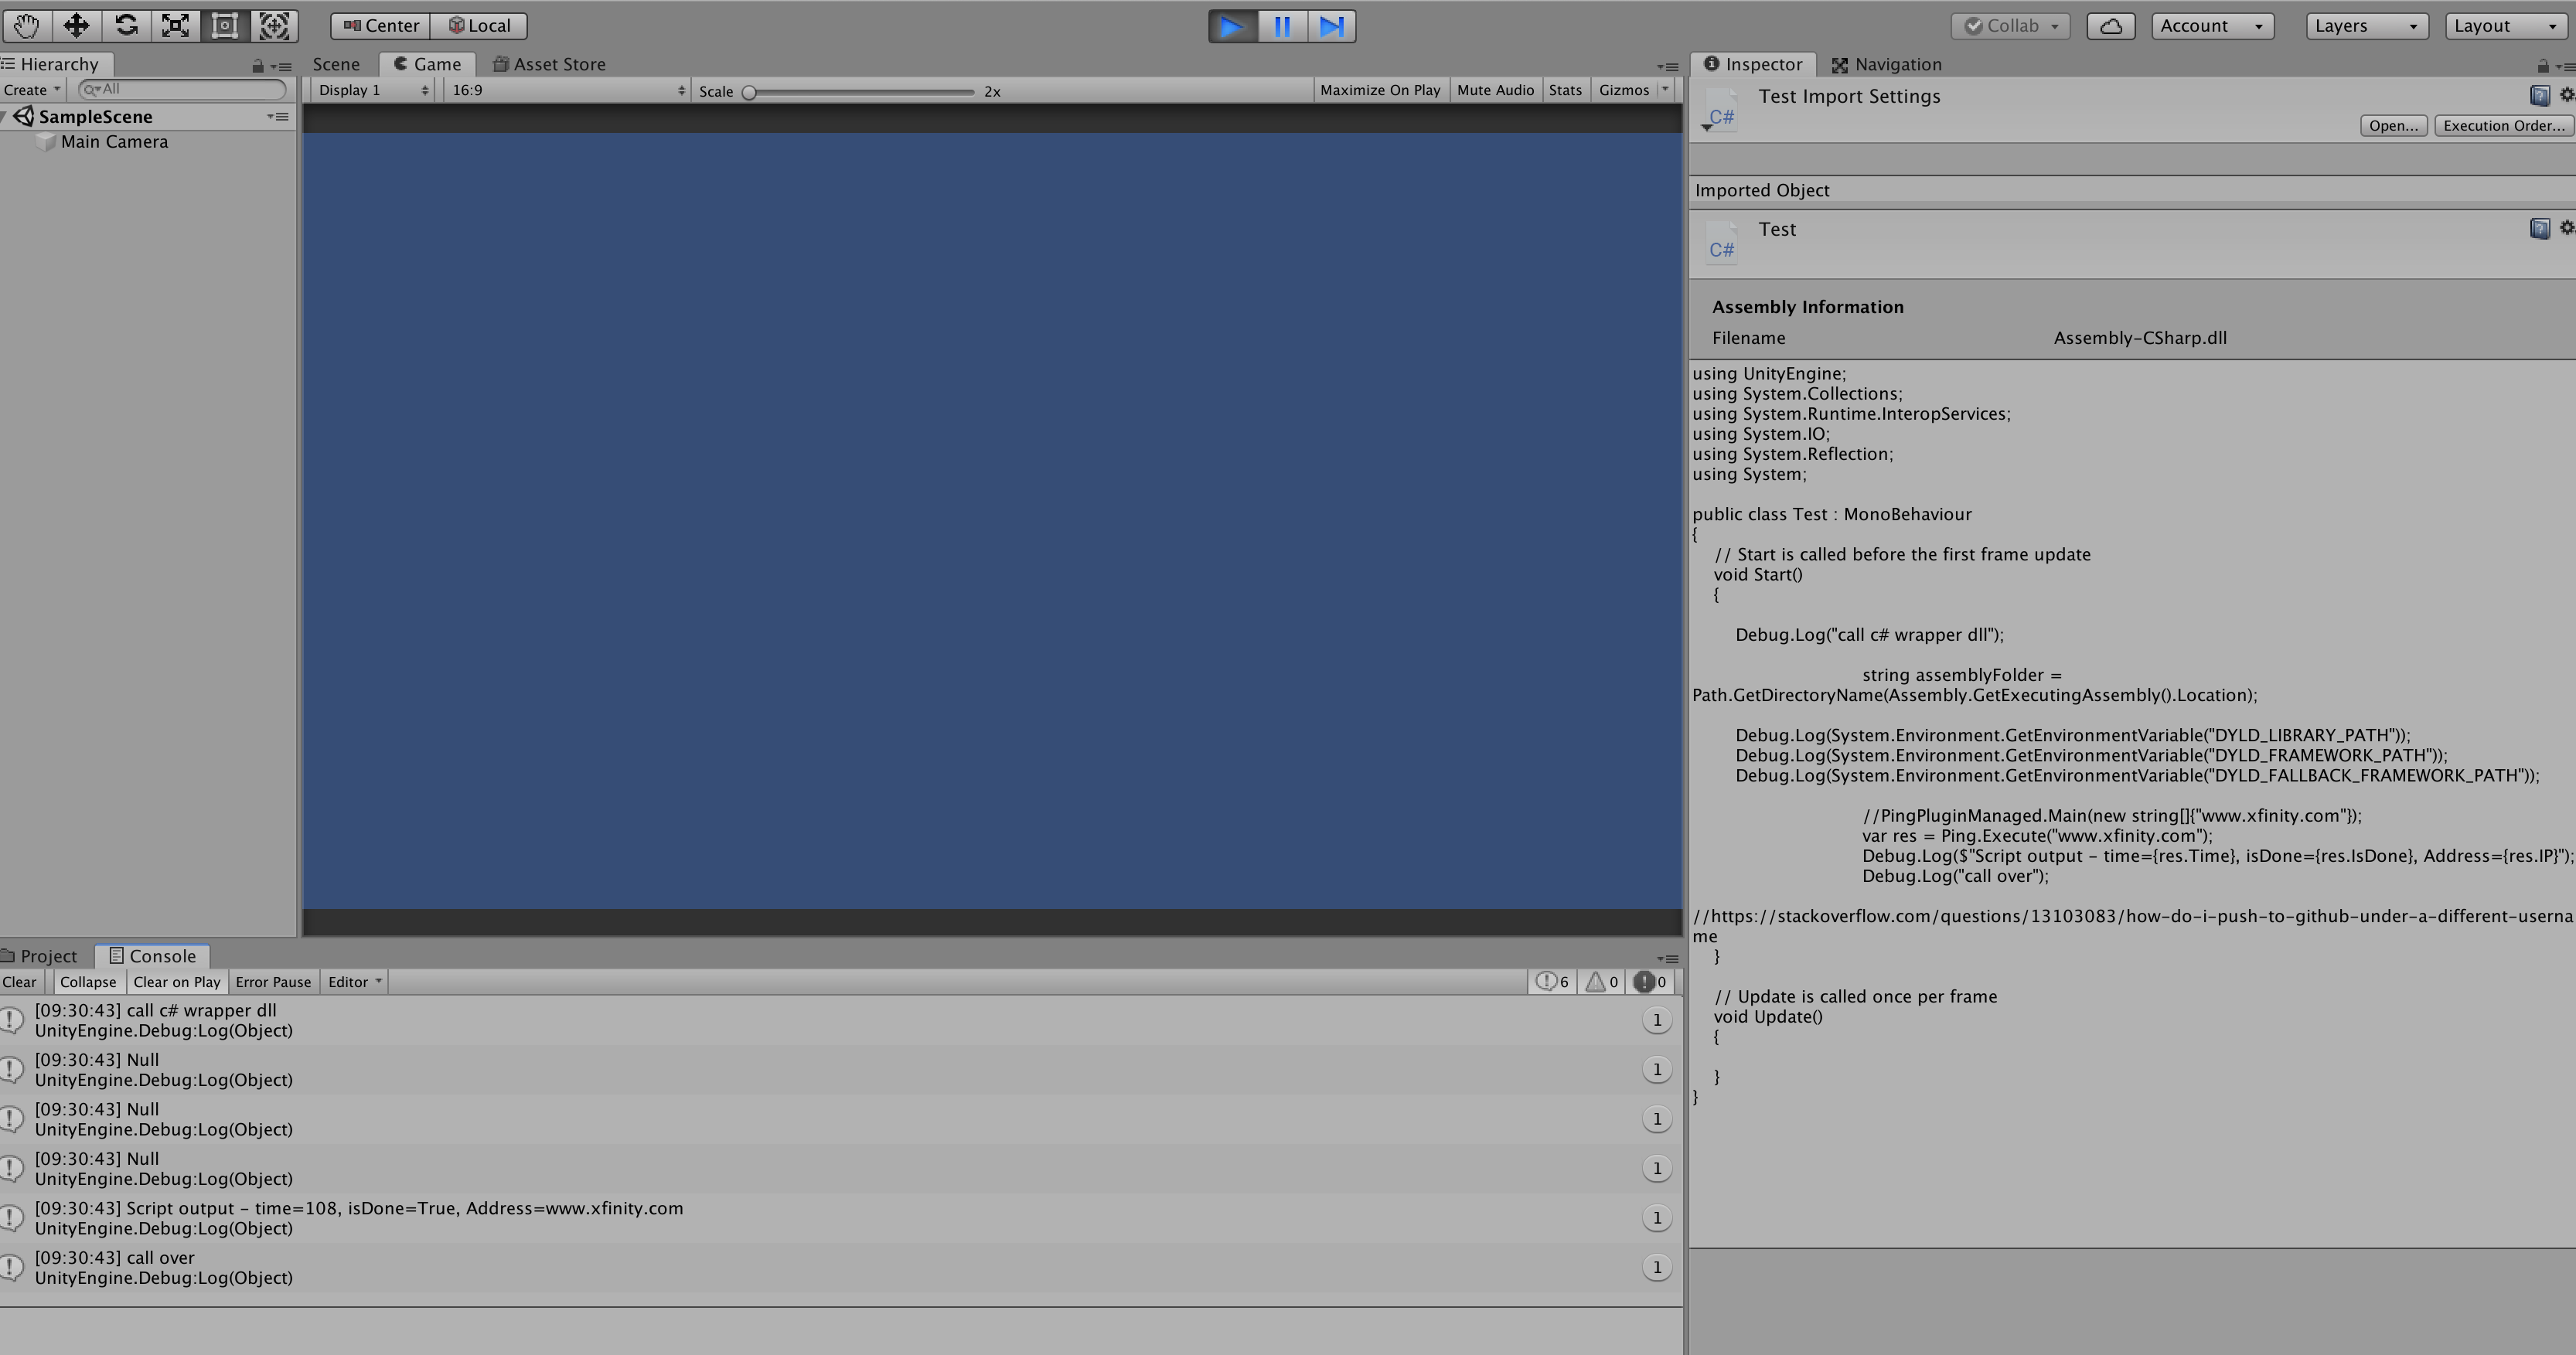 Center
Local
Collab
Account
Layers
Layout
Hierarchy
Create
All
SampleScene
Main Camera
Scene
Game
Asset Store
Display 1
16:9
Scale
2x
Maximize On Play
Mute Audio
Stats
Gizmos
Project
Console
Clear
Collapse
Clear on Play
Error Pause
Editor
6
0
0
[09:30:43] call c# wrapper dll
UnityEngine.Debug:Log(Object)
1
[09:30:43] Null
UnityEngine.Debug:Log(Object)
1
[09:30:43] Null
UnityEngine.Debug:Log(Object)
1
[09:30:43] Null
UnityEngine.Debug:Log(Object)
1
[09:30:43] Script output - time=108, isDone=True, Address=www.xfinity.com
UnityEngine.Debug:Log(Object)
1
[09:30:43] call over
UnityEngine.Debug:Log(Object)
1
Inspector
Navigation
C#
Test Import Settings
Open...
Execution Order...
Imported Object
C#
Test
Assembly Information
Filename
Assembly-CSharp.dll
using UnityEngine;
using System.Collections;
using System.Runtime.InteropServices;
using System.IO;
using System.Reflection;
using System;
public class Test : MonoBehaviour
{
// Start is called before the first frame update
void Start()
{
Debug.Log("call c# wrapper dll");
string assemblyFolder =
Path.GetDirectoryName(Assembly.GetExecutingAssembly().Location);
Debug.Log(System.Environment.GetEnvironmentVariable("DYLD_LIBRARY_PATH"));
Debug.Log(System.Environment.GetEnvironmentVariable("DYLD_FRAMEWORK_PATH"));
Debug.Log(System.Environment.GetEnvironmentVariable("DYLD_FALLBACK_FRAMEWORK_PATH"));
//PingPluginManaged.Main(new string[]{"www.xfinity.com"});
var res = Ping.Execute("www.xfinity.com");
Debug.Log($"Script output - time={res.Time}, isDone={res.IsDone}, Address={res.IP}");
Debug.Log("call over");
//https://stackoverflow.com/questions/13103083/how-do-i-push-to-github-under-a-different-userna
me
}
// Update is called once per frame
void Update()
{
}
}